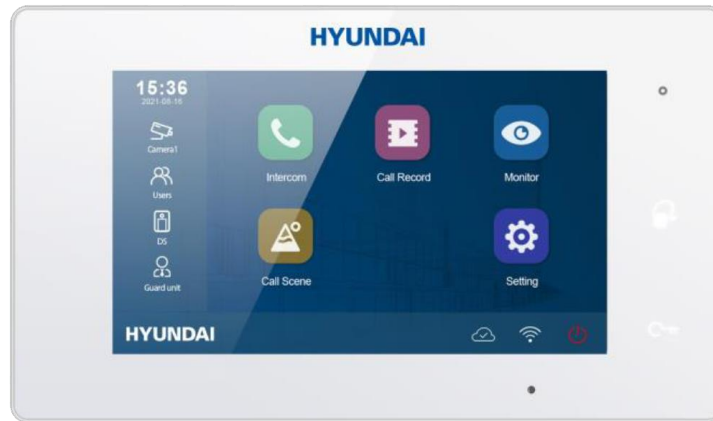 HYUNDAI
15:36
2021-08-16
Camera1
Users
DS
Guard unit
Intercom
Call Record
Monitor
Call Scene
Setting
HYUNDAI